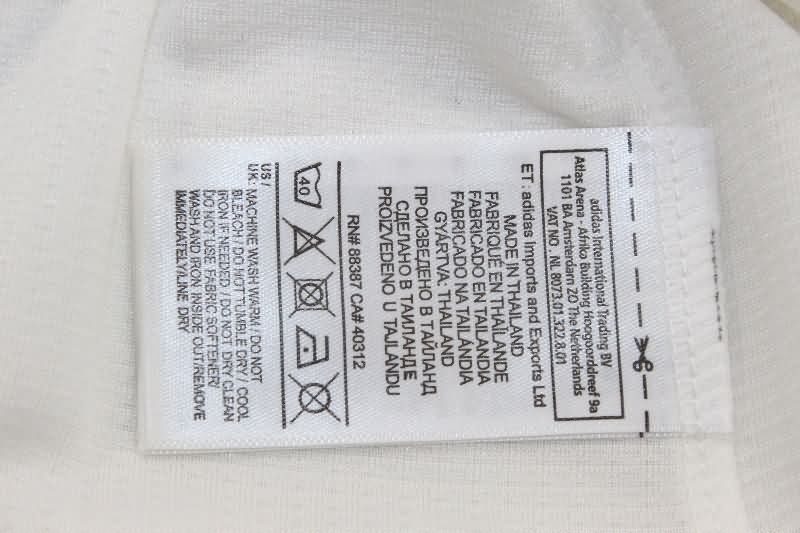 adidas International Trading BV
Atlas Arena - Afrika Building Hoogoorddreef 9a
1101 BA Amsterdam ZO The Netherlands
VAT NO. NL 8073.01.322.B.01
ET : adidas Imports and Exports Ltd
MADE IN THAILAND
FABRIQUÉ EN THAÏLANDE
FABRICADO EN TAILANDIA
FABRICADO NA TAILÂNDIA
GYÁRTVA: THAILAND
ПРОИЗВЕДЕНО В ТАЙЛАНД
СДЕЛАНО В ТАИЛАНДЕ
PROIZVEDENO U TAJLANDU
RN# 88387 CA# 40312
40
US /
UK: MACHINE WASH WARM / DO NOT
BLEACH / DO NOT TUMBLE DRY / COOL
IRON IF NEEDED / DO NOT DRY CLEAN
DO NOT USE FABRIC SOFTENER/
WASH AND IRON INSIDE OUT/REMOVE
IMMEDIATELY/LINE DRY